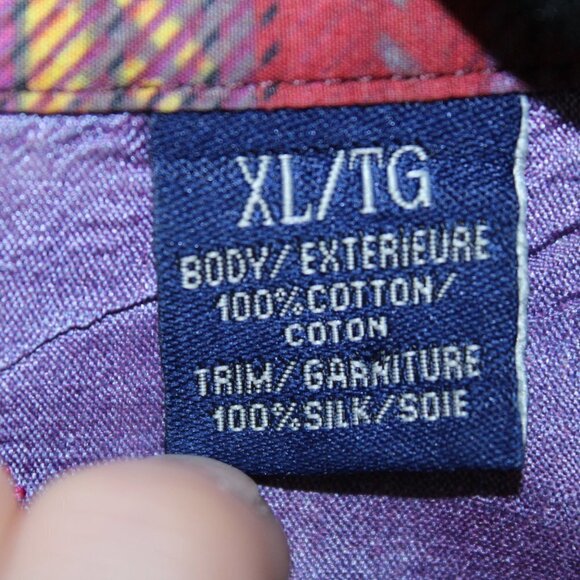 XL/TG
BODY/EXTERIEURE
100%COTTON/
COTON
TRIM/GARNITURE
100%SILK/SOIE